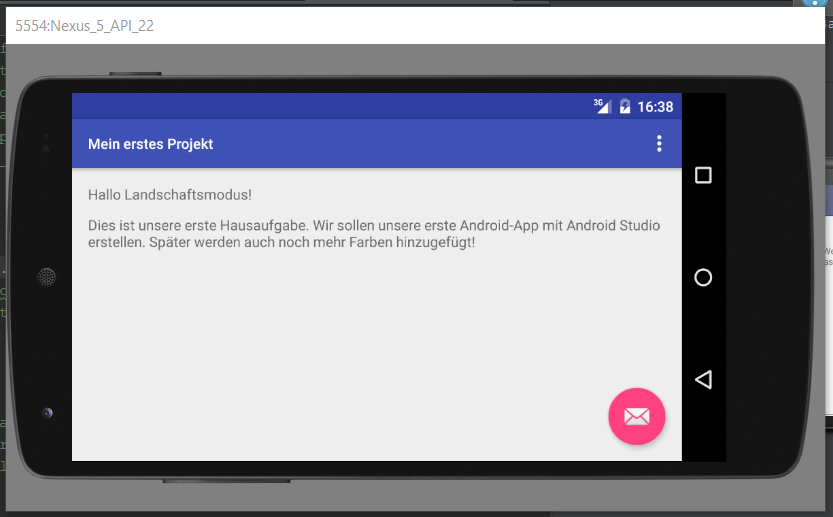 5554:Nexus_5_API_22
3G
16:38
Mein erstes Projekt
Hallo Landschaftsmodus!
Dies ist unsere erste Hausaufgabe. Wir sollen unsere erste Android-App mit Android Studio
erstellen. Später werden auch noch mehr Farben hinzugefügt!